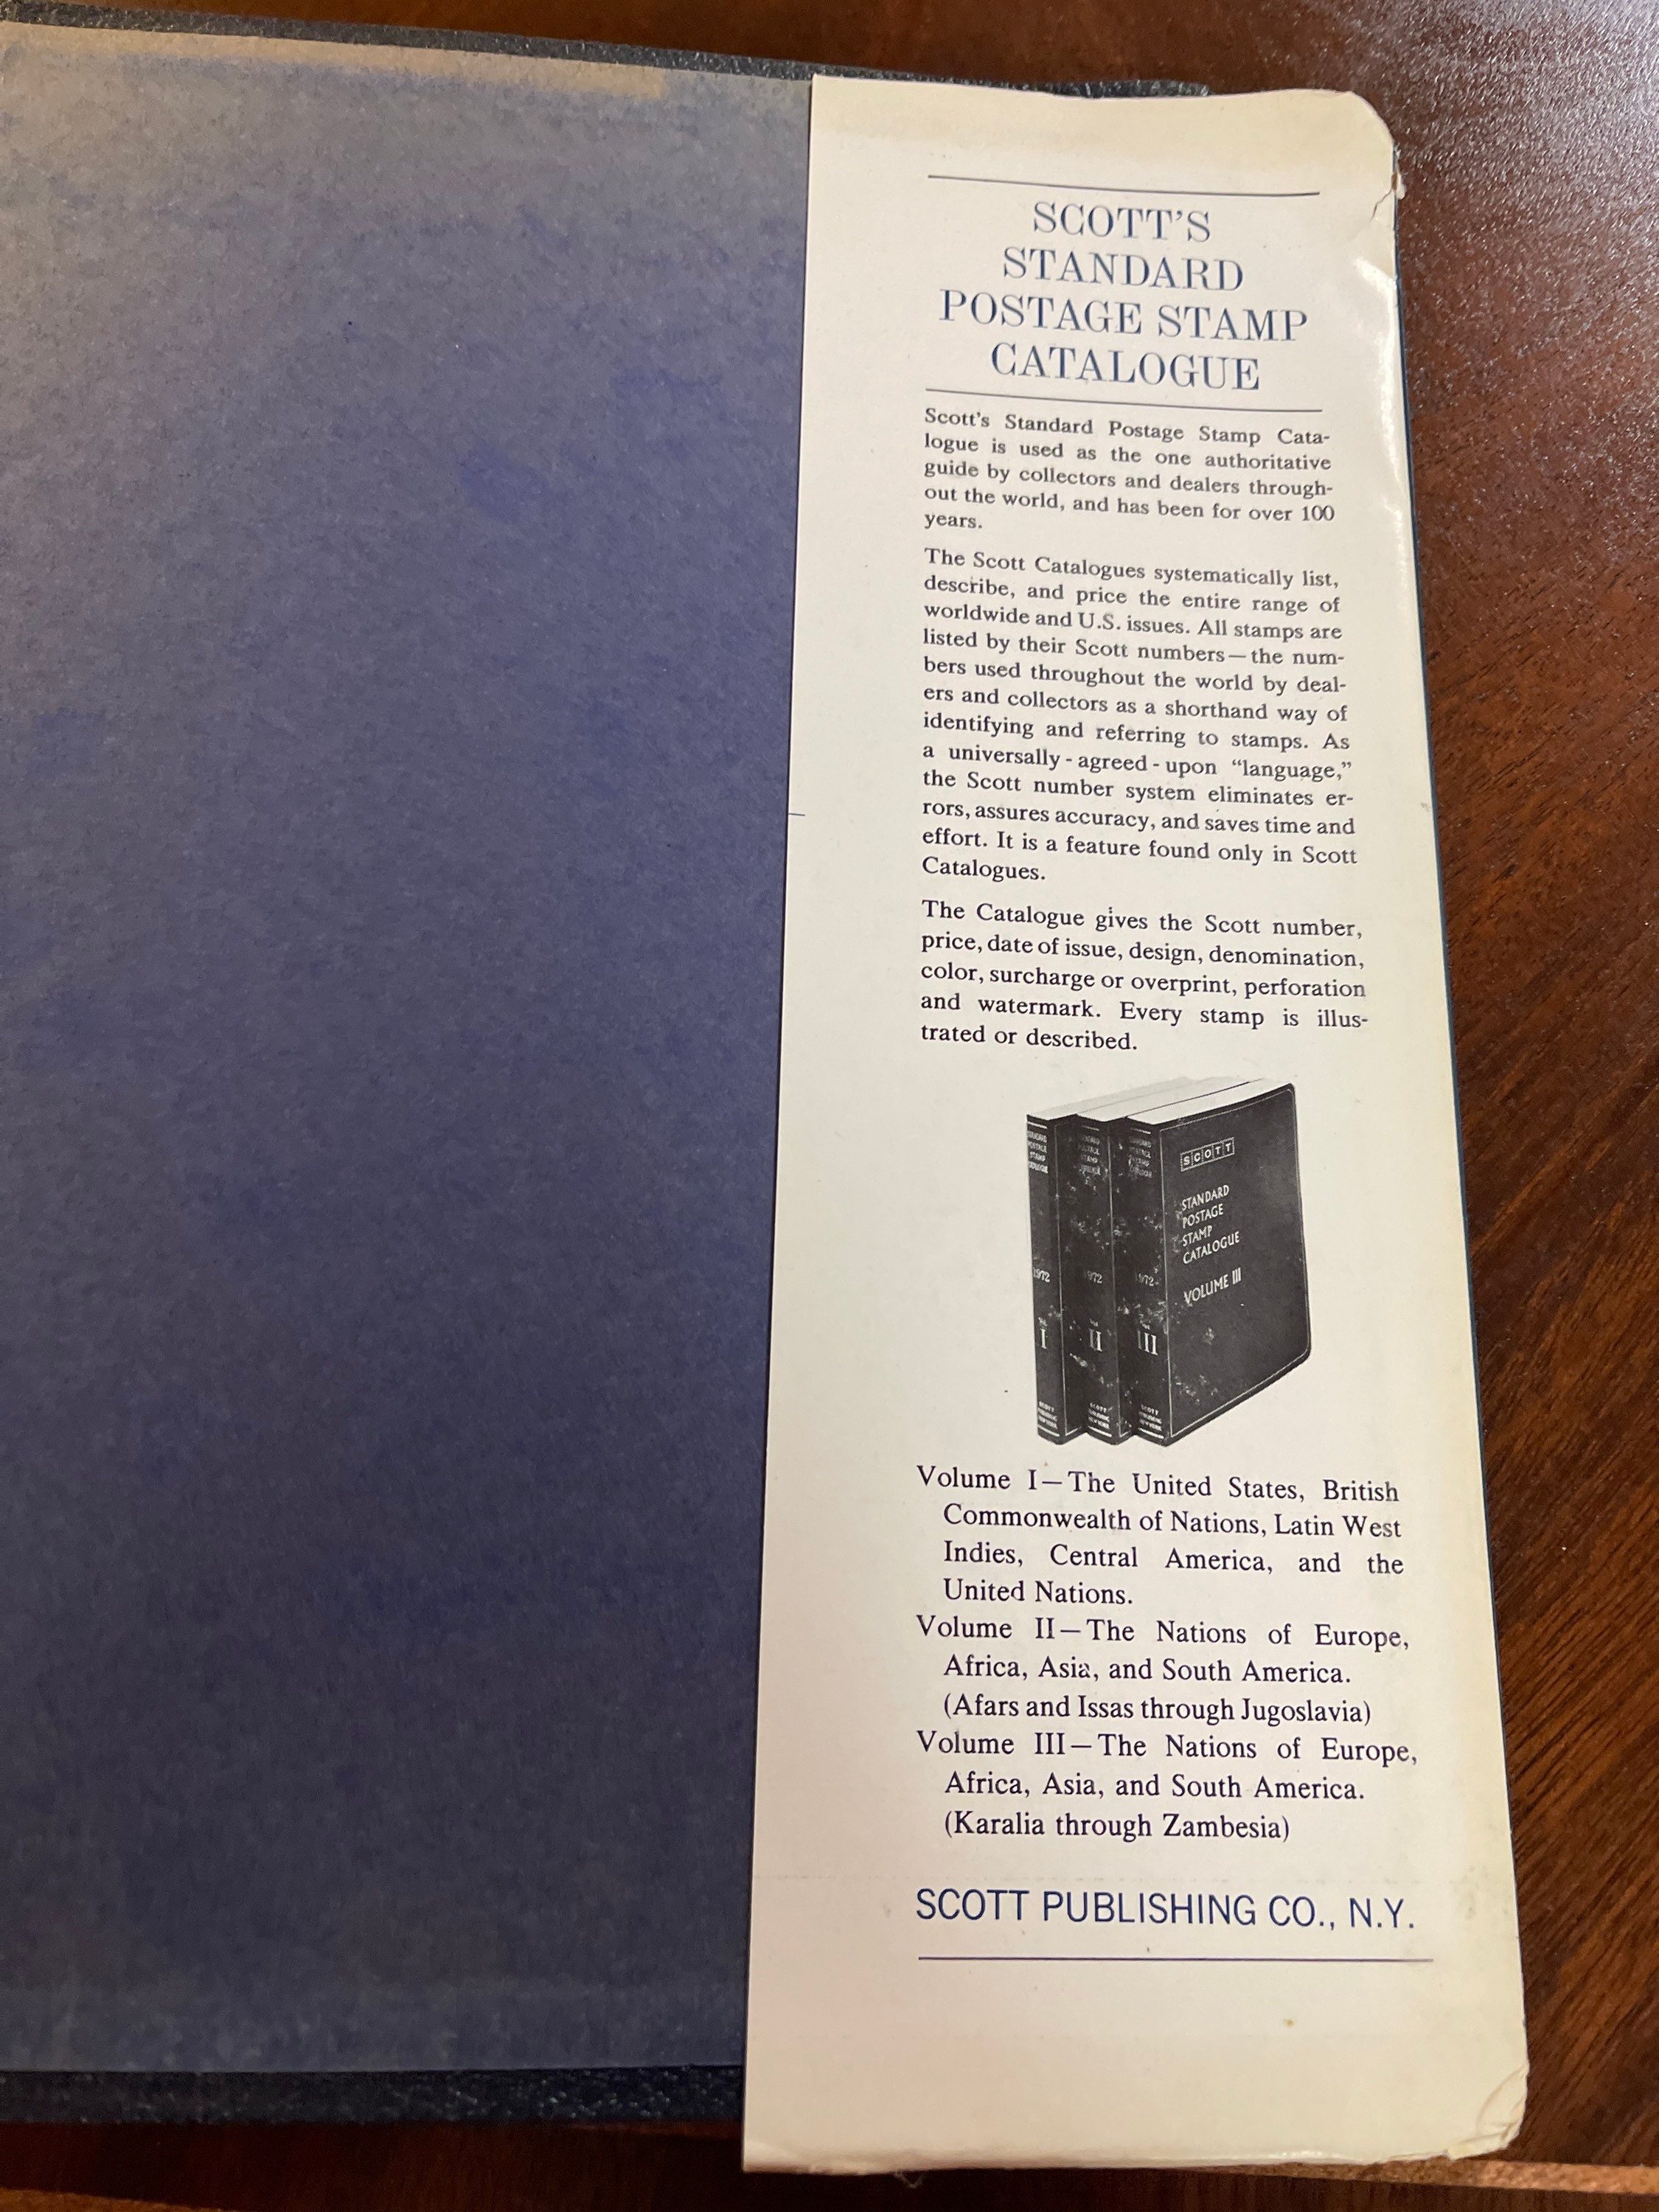 SCOTT'S
STANDARD
POSTAGE STAMP
CATALOGUE
Scott's Standard Postage Stamp Cata-
logue is used as the one authoritative
guide by collectors and dealers through-
out the world, and has been for over 100
years.
The Scott Catalogues systematically list,
describe, and price the entire range of
worldwide and U.S. issues. All stamps are
listed by their Scott numbers—the num-
bers used throughout the world by deal-
ers and collectors as a shorthand way of
identifying and referring to stamps. As
a universally-agreed-upon “language,”
the Scott number system eliminates er-
rors, assures accuracy, and saves time and
effort. It is a feature found only in Scott
Catalogues.
The Catalogue gives the Scott number,
price, date of issue, design, denomination,
color, surcharge or overprint, perforation
and watermark. Every stamp is illus-
trated or described.
SCOTT
STANDARD
POSTAGE
STAMP
CATALOGUE
VOLUME III
1972
I
1972
II
1972
III
Volume I—The United States, British
Commonwealth of Nations, Latin West
Indies, Central America, and the
United Nations.
Volume II—The Nations of Europe,
Africa, Asia, and South America.
(Afars and Issas through Jugoslavia)
Volume III—The Nations of Europe,
Africa, Asia, and South America.
(Karalia through Zambesia)
SCOTT PUBLISHING CO., N.Y.